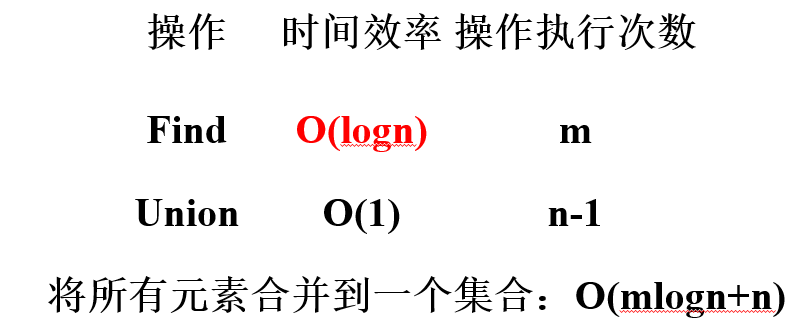 操作 时间效率 操作执行次数
Find O(logn) m
Union O(1) n-1
将所有元素合并到一个集合：O(mlogn+n)